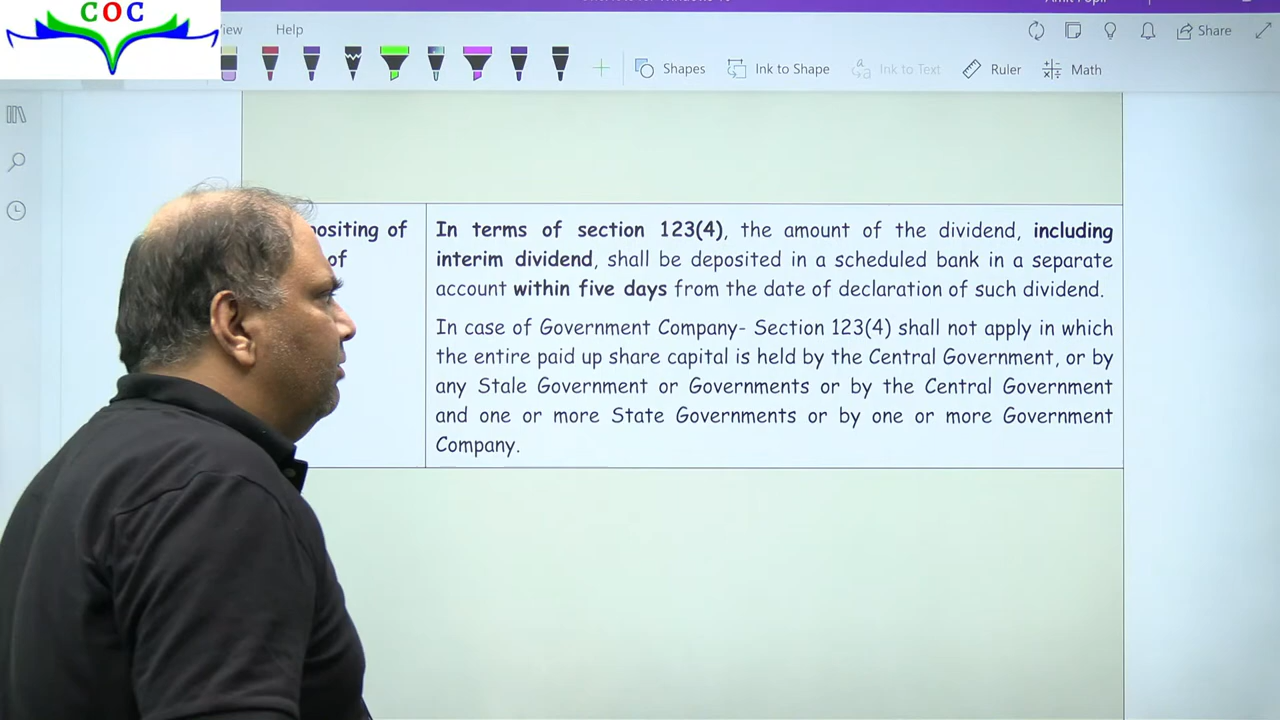 COC
View Help
Share
Shapes Ink to Shape Ink to Text Ruler Math
positing of
of
In terms of section 123(4), the amount of the dividend, including
interim dividend, shall be deposited in a scheduled bank in a separate
account within five days from the date of declaration of such dividend.
In case of Government Company- Section 123(4) shall not apply in which
the entire paid up share capital is held by the Central Government, or by
any Stale Government or Governments or by the Central Government
and one or more State Governments or by one or more Government
Company.